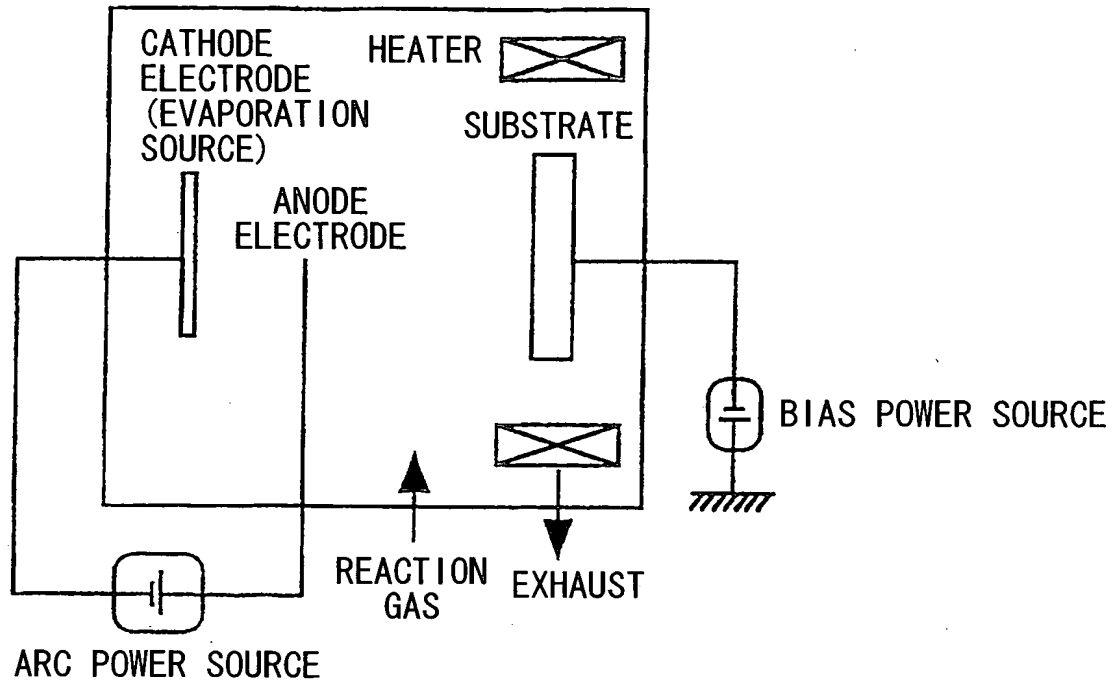 CATHODE
ELECTRODE
(EVAPORATION
SOURCE)
HEATER
SUBSTRATE
ANODE
ELECTRODE
BIAS POWER SOURCE
REACTION
GAS
EXHAUST
ARC POWER SOURCE